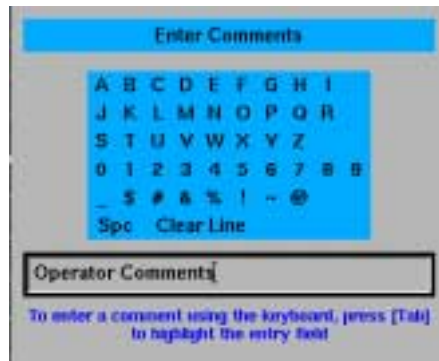 Enter Comments
A B C D E F G H I
J K L M N O P Q R
S T U V W X Y Z
0 1 2 3 4 5 6 7 8 9
_ $ # & % ! ~ @
Spc Clear Line
Operator Comments
To enter a comment using the keyboard, press [Tab]
to highlight the entry field